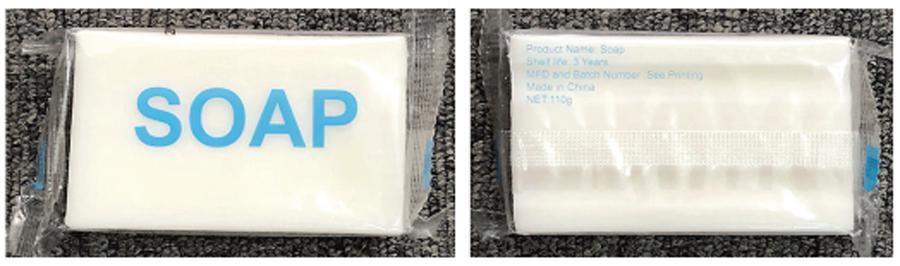 SOAP
Product Name: Soap
Shelf life: 3 Years
MFD and Batch Number: See Printing
Made in China
NET:110g